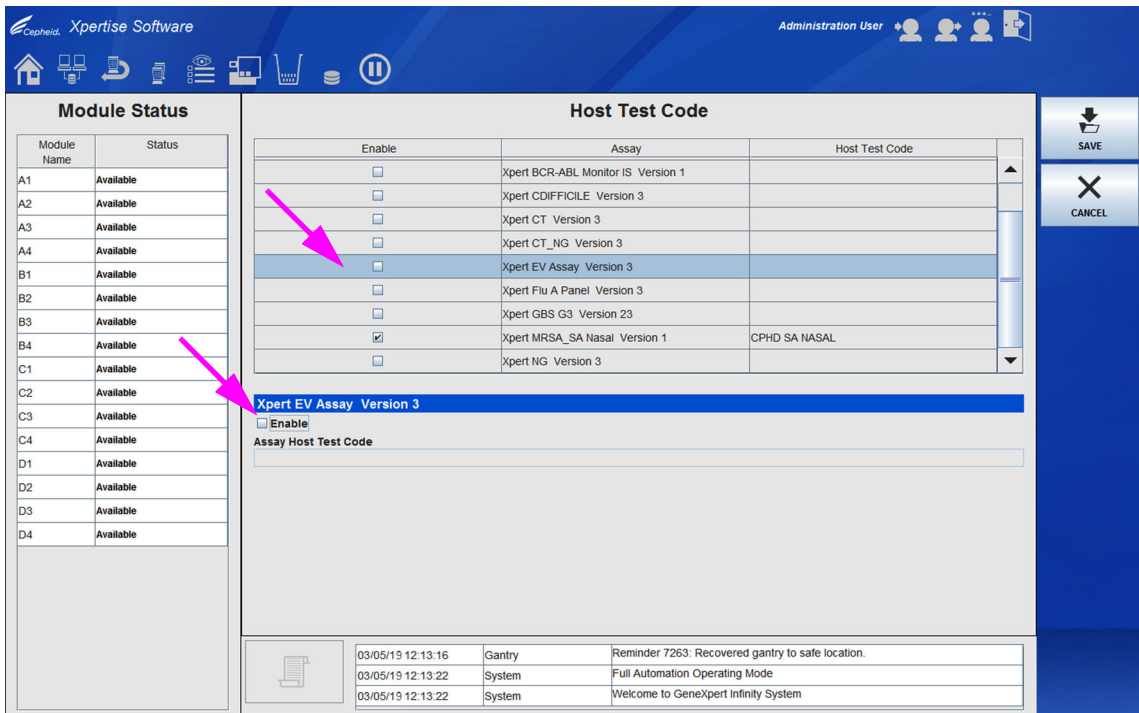 Cepheid. Xpertise Software
Administration User
Module Status
Module Name Status
A1 Available
A2 Available
A3 Available
A4 Available
B1 Available
B2 Available
B3 Available
B4 Available
C1 Available
C2 Available
C3 Available
C4 Available
D1 Available
D2 Available
D3 Available
D4 Available
Host Test Code
Enable Assay Host Test Code
Xpert BCR-ABL Monitor IS Version 1
Xpert CDIFFICILE Version 3
Xpert CT Version 3
Xpert CT_NG Version 3
Xpert EV Assay Version 3
Xpert Flu A Panel Version 3
Xpert GBS G3 Version 23
Xpert MRSA_SA Nasal Version 1 CPHD SA NASAL
Xpert NG Version 3
Xpert EV Assay Version 3
Enable
Assay Host Test Code
03/05/19 12:13:16 Gantry Reminder 7263: Recovered gantry to safe location.
03/05/19 12:13:22 System Full Automation Operating Mode
03/05/19 12:13:22 System Welcome to GeneXpert Infinity System
SAVE
CANCEL